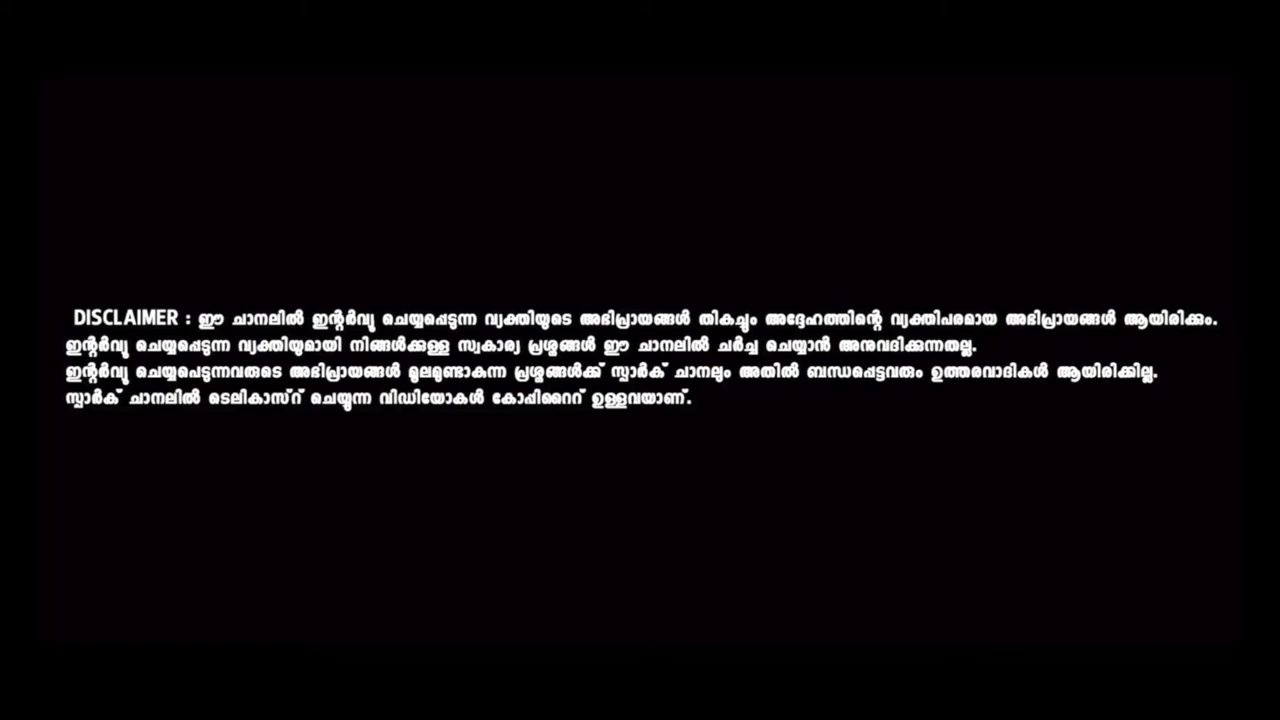 DISCLAIMER : ഈ ചാനലിൽ ഇന്റർവ്യൂ ചെയ്യപ്പെടുന്ന വ്യക്തിയുടെ അഭിപ്രായങ്ങൾ തികച്ചും അദ്ദേഹത്തിന്റെ വ്യക്തിപരമായ അഭിപ്രായങ്ങൾ ആയിരിക്കും.
ഇന്റർവ്യൂ ചെയ്യപ്പെടുന്ന വ്യക്തിയുമായി നിങ്ങൾക്കുള്ള സ്വകാര്യ പ്രശ്നങ്ങൾ ഈ ചാനലിൽ ചർച്ച ചെയ്യാൻ അനുവദിക്കുന്നതല്ല.
ഇന്റർവ്യൂ ചെയ്യപെടുന്നവരുടെ അഭിപ്രായങ്ങൾ മൂലമുണ്ടാകുന്ന പ്രശ്നങ്ങൾക്ക് സ്പാർക് ചാനലും അതിൽ ബന്ധപ്പെട്ടവരും ഉത്തരവാദികൾ ആയിരിക്കില്ല.
സ്പാർക് ചാനലിൽ ടെലികാസ്റ് ചെയ്യുന്ന വിഡിയോകൾ കോപ്പിറൈറ് ഉള്ളവയാണ്.